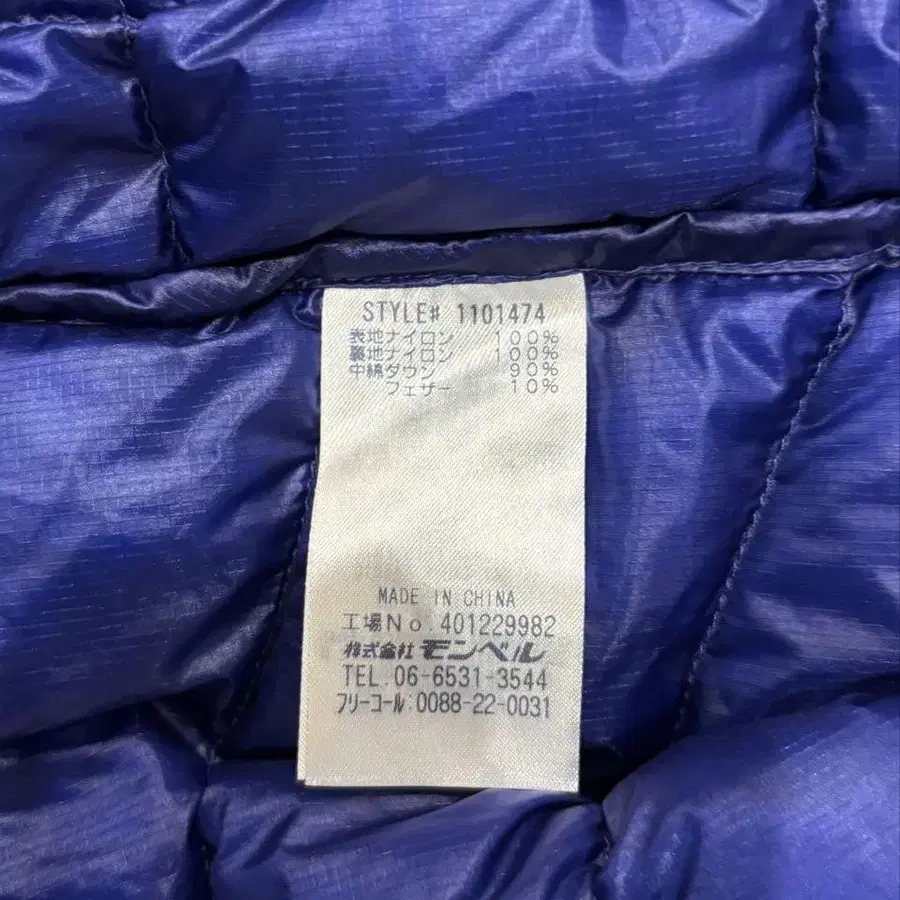 STYLE# 1101474
表地ナイロン 100%
裏地ナイロン 100%
中綿ダウン 90%
フェザー 10%
MADE IN CHINA
工場No. 401229982
株式会社 モンベル
TEL. 06-6531-3544
フリーコール: 0088-22-0031